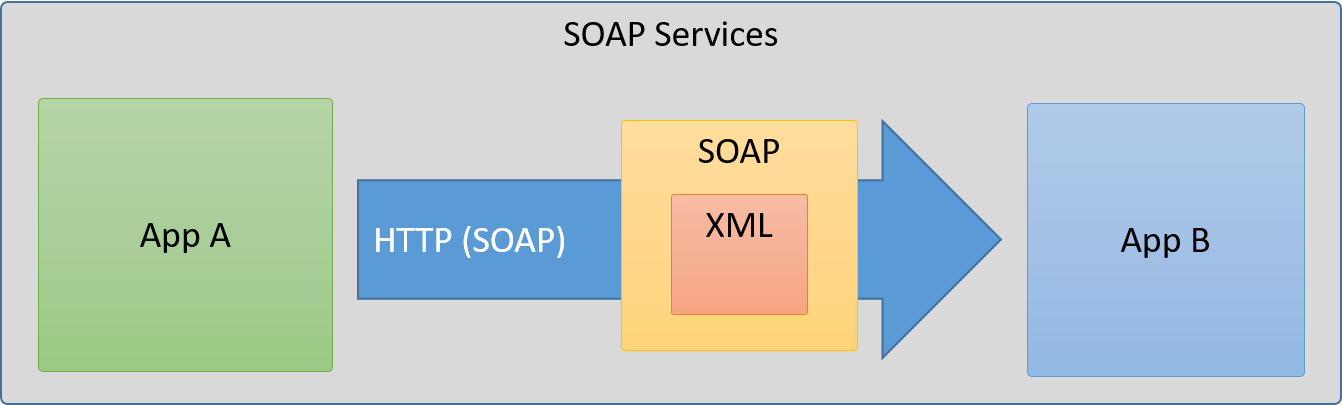 SOAP Services
App A
HTTP (SOAP)
SOAP
XML
App B